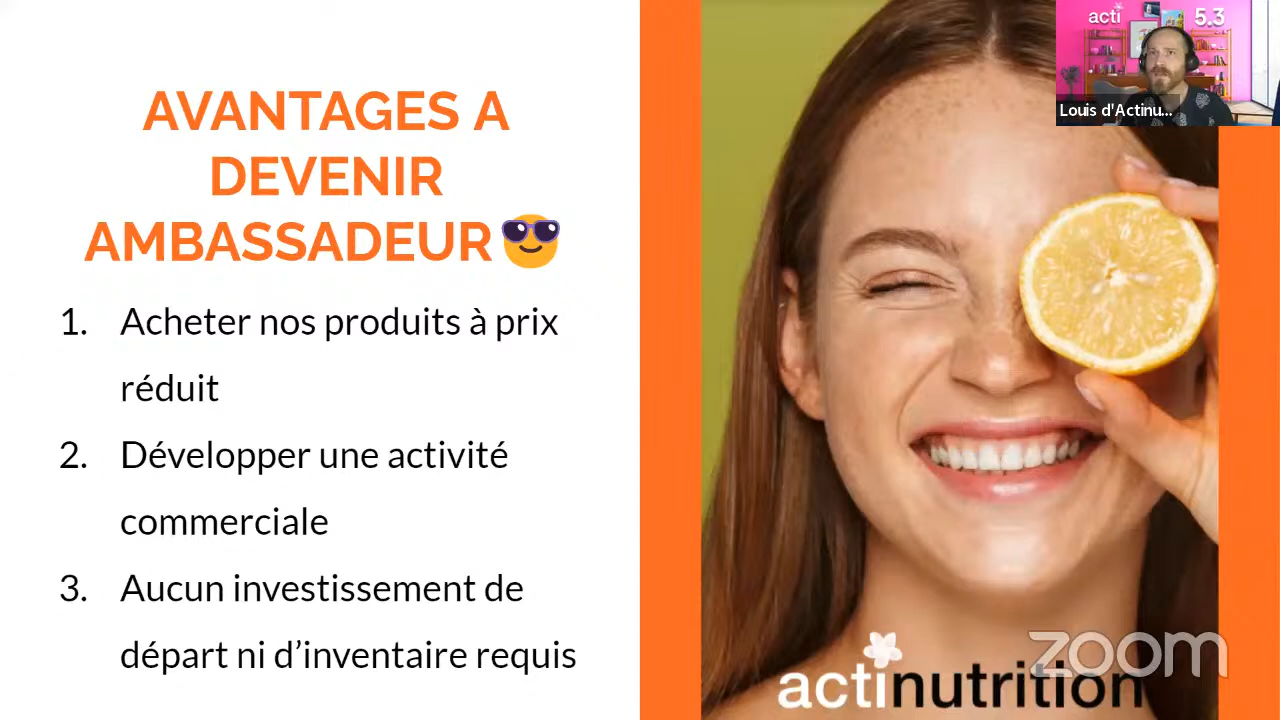 AVANTAGES A
DEVENIR
AMBASSADEUR😎
1. Acheter nos produits à prix
réduit
2. Développer une activité
commerciale
3. Aucun investissement de
départ ni d’inventaire requis
acti 5.3
Louis d'Actinu...
zoom
actinutrition